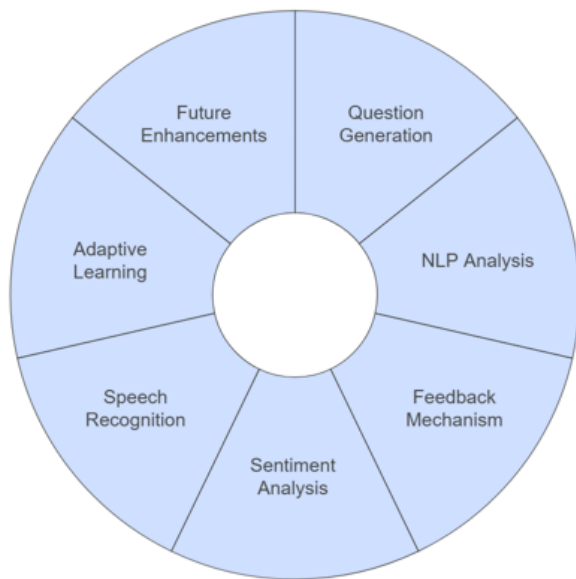 Future
Enhancements
Question
Generation
Adaptive
Learning
NLP Analysis
Speech
Recognition
Feedback
Mechanism
Sentiment
Analysis